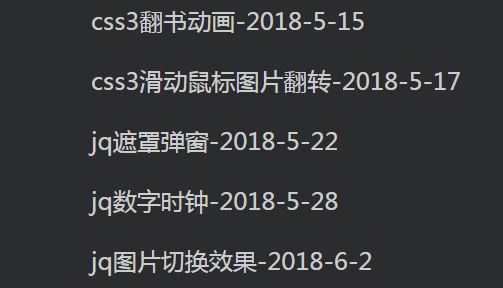 css3翻书动画-2018-5-15
css3滑动鼠标图片翻转-2018-5-17
jq遮罩弹窗-2018-5-22
jq数字时钟-2018-5-28
jq图片切换效果-2018-6-2